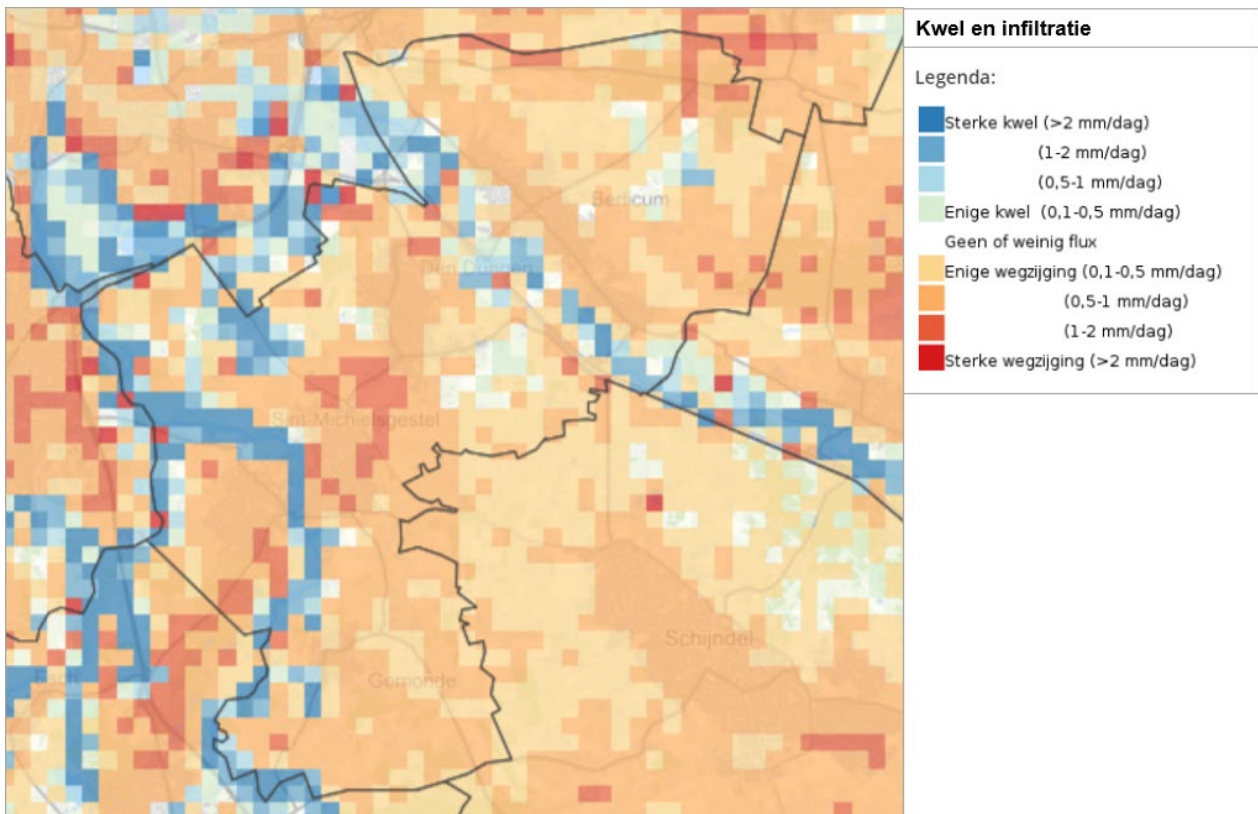 Kwel en infiltratie
Legenda:
Sterke kwel (>2 mm/dag)
(1-2 mm/dag)
(0,5-1 mm/dag)
Enige kwel (0,1-0,5 mm/dag)
Geen of weinig flux
Enige wegzijging (0,1-0,5 mm/dag)
(0,5-1 mm/dag)
(1-2 mm/dag)
Sterke wegzijging (>2 mm/dag)
Berlicum
Den Dungen
Sint-Michielsgestel
Schijndel
Esch
Gemonde